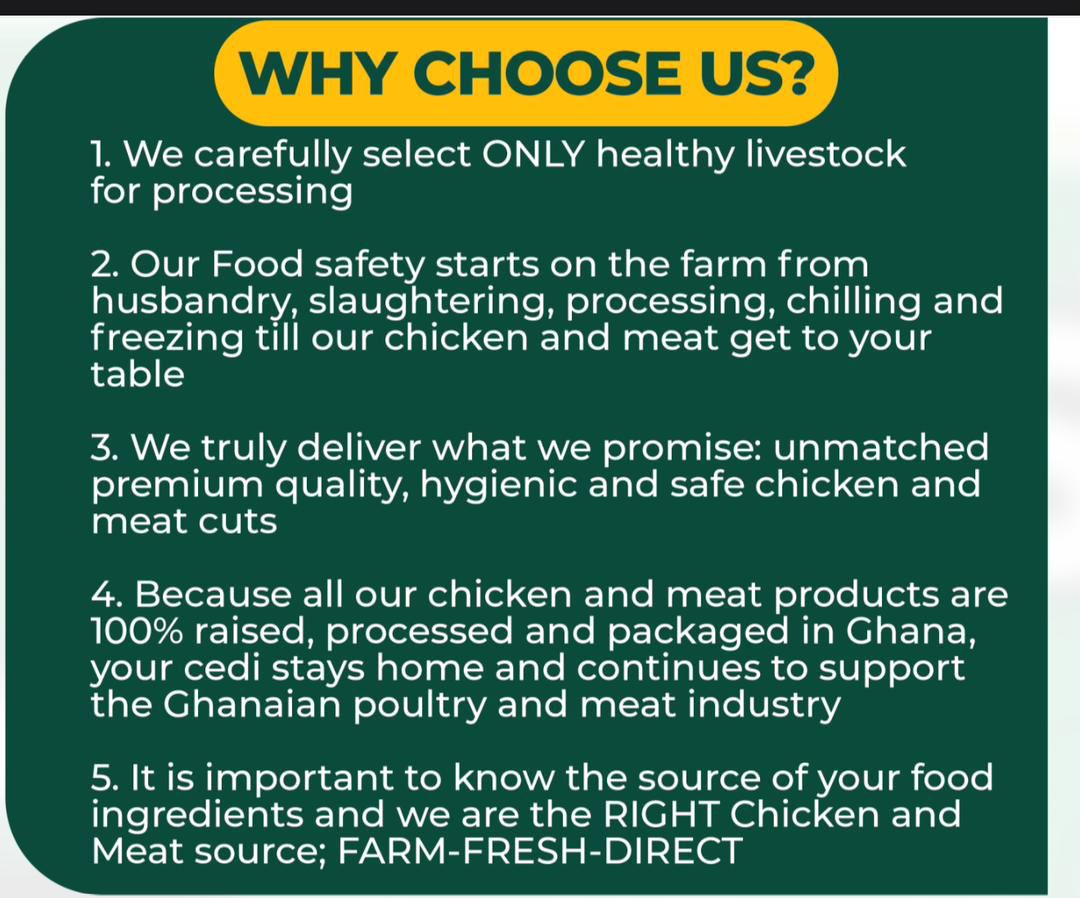 WHY CHOOSE US?
1. We carefully select ONLY healthy livestock
for processing
2. Our Food safety starts on the farm from
husbandry, slaughtering, processing, chilling and
freezing till our chicken and meat get to your
table
3. We truly deliver what we promise: unmatched
premium quality, hygienic and safe chicken and
meat cuts
4. Because all our chicken and meat products are
100% raised, processed and packaged in Ghana,
your cedi stays home and continues to support
the Ghanaian poultry and meat industry
5. It is important to know the source of your food
ingredients and we are the RIGHT Chicken and
Meat source; FARM-FRESH-DIRECT